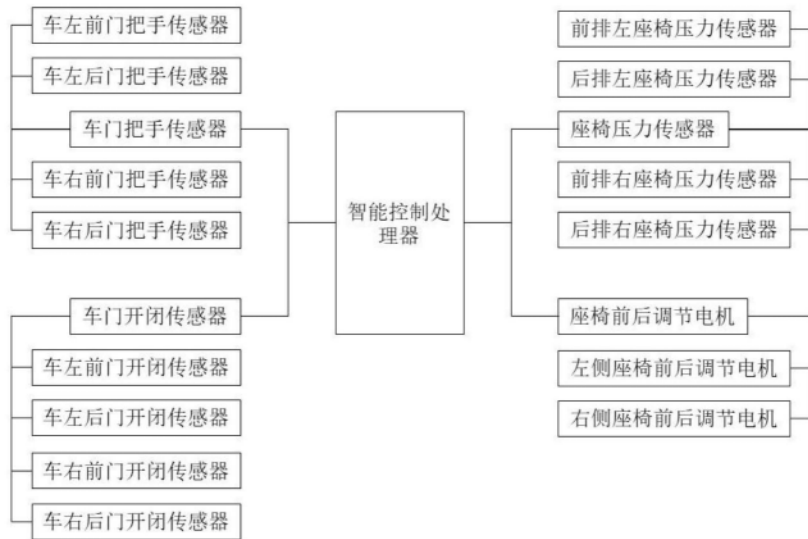 车左前门把手传感器
车左后门把手传感器
车门把手传感器
车右前门把手传感器
车右后门把手传感器
车门开闭传感器
车左前门开闭传感器
车左后门开闭传感器
车右前门开闭传感器
车右后门开闭传感器
智能控制处
理器
前排左座椅压力传感器
后排左座椅压力传感器
座椅压力传感器
前排右座椅压力传感器
后排右座椅压力传感器
座椅前后调节电机
左侧座椅前后调节电机
右侧座椅前后调节电机